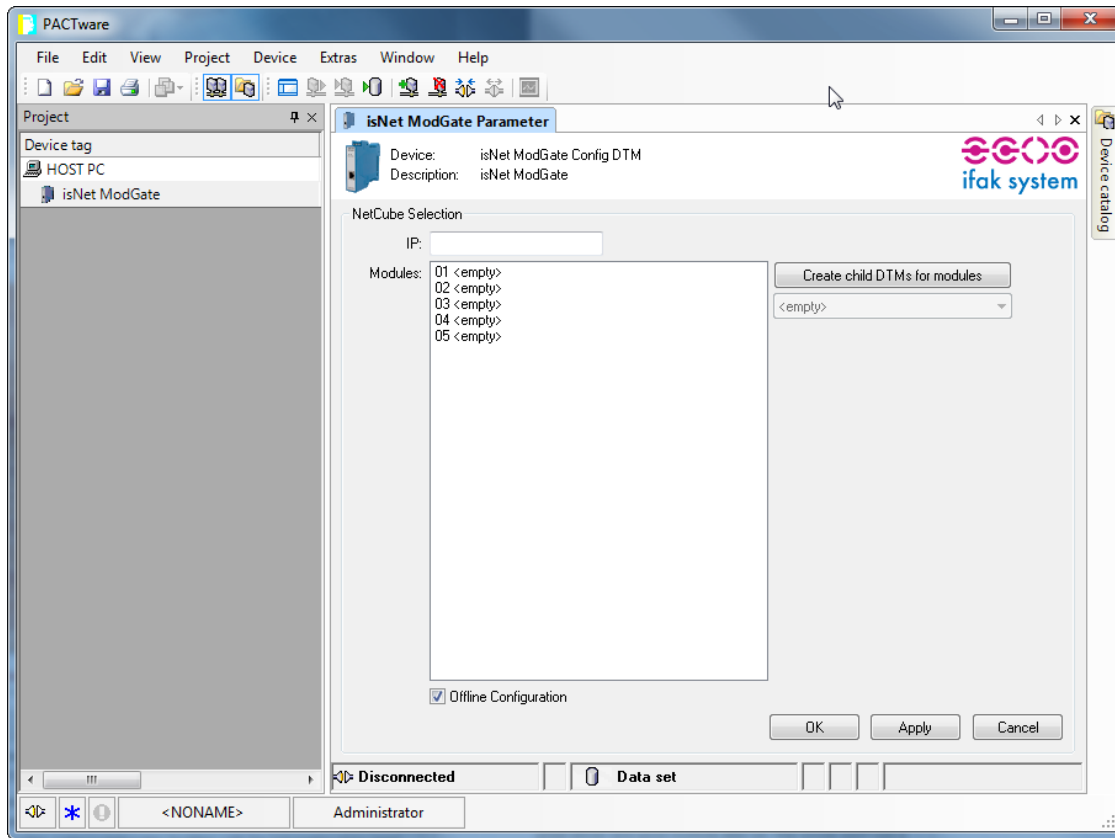 PACTware
File Edit View Project Device Extras Window Help
Project
Device tag
HOST PC
isNet ModGate
isNet ModGate Parameter
Device: isNet ModGate Config DTM
Description: isNet ModGate
ifak system
Device catalog
NetCube Selection
IP:
Modules:
01 <empty>
02 <empty>
03 <empty>
04 <empty>
05 <empty>
Create child DTMs for modules
<empty>
Offline Configuration
OK Apply Cancel
Disconnected Data set
<NONAME> Administrator